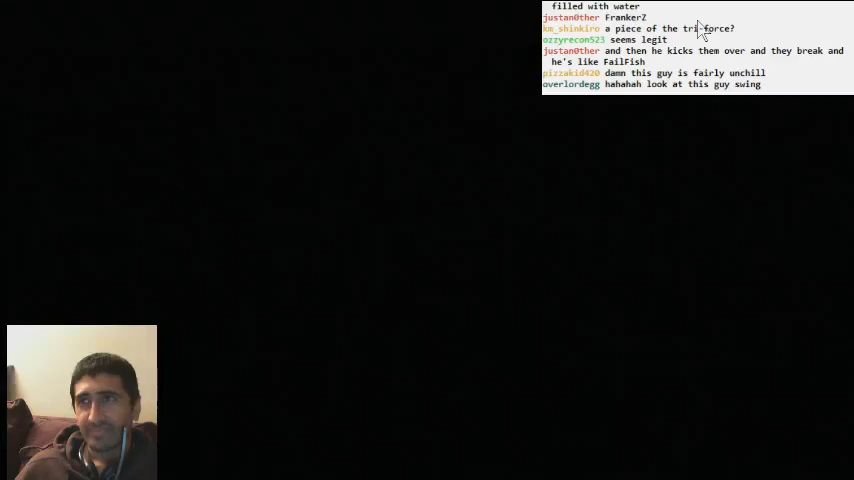 filled with water
justan0ther FrankerZ
km_shinkiro a piece of the tri-force?
ozzyrecon523 seems legit
justan0ther and then he kicks them over and they break and
he's like FailFish
pizzakid420 damn this guy is fairly unchill
overlordegg hahahah look at this guy swing